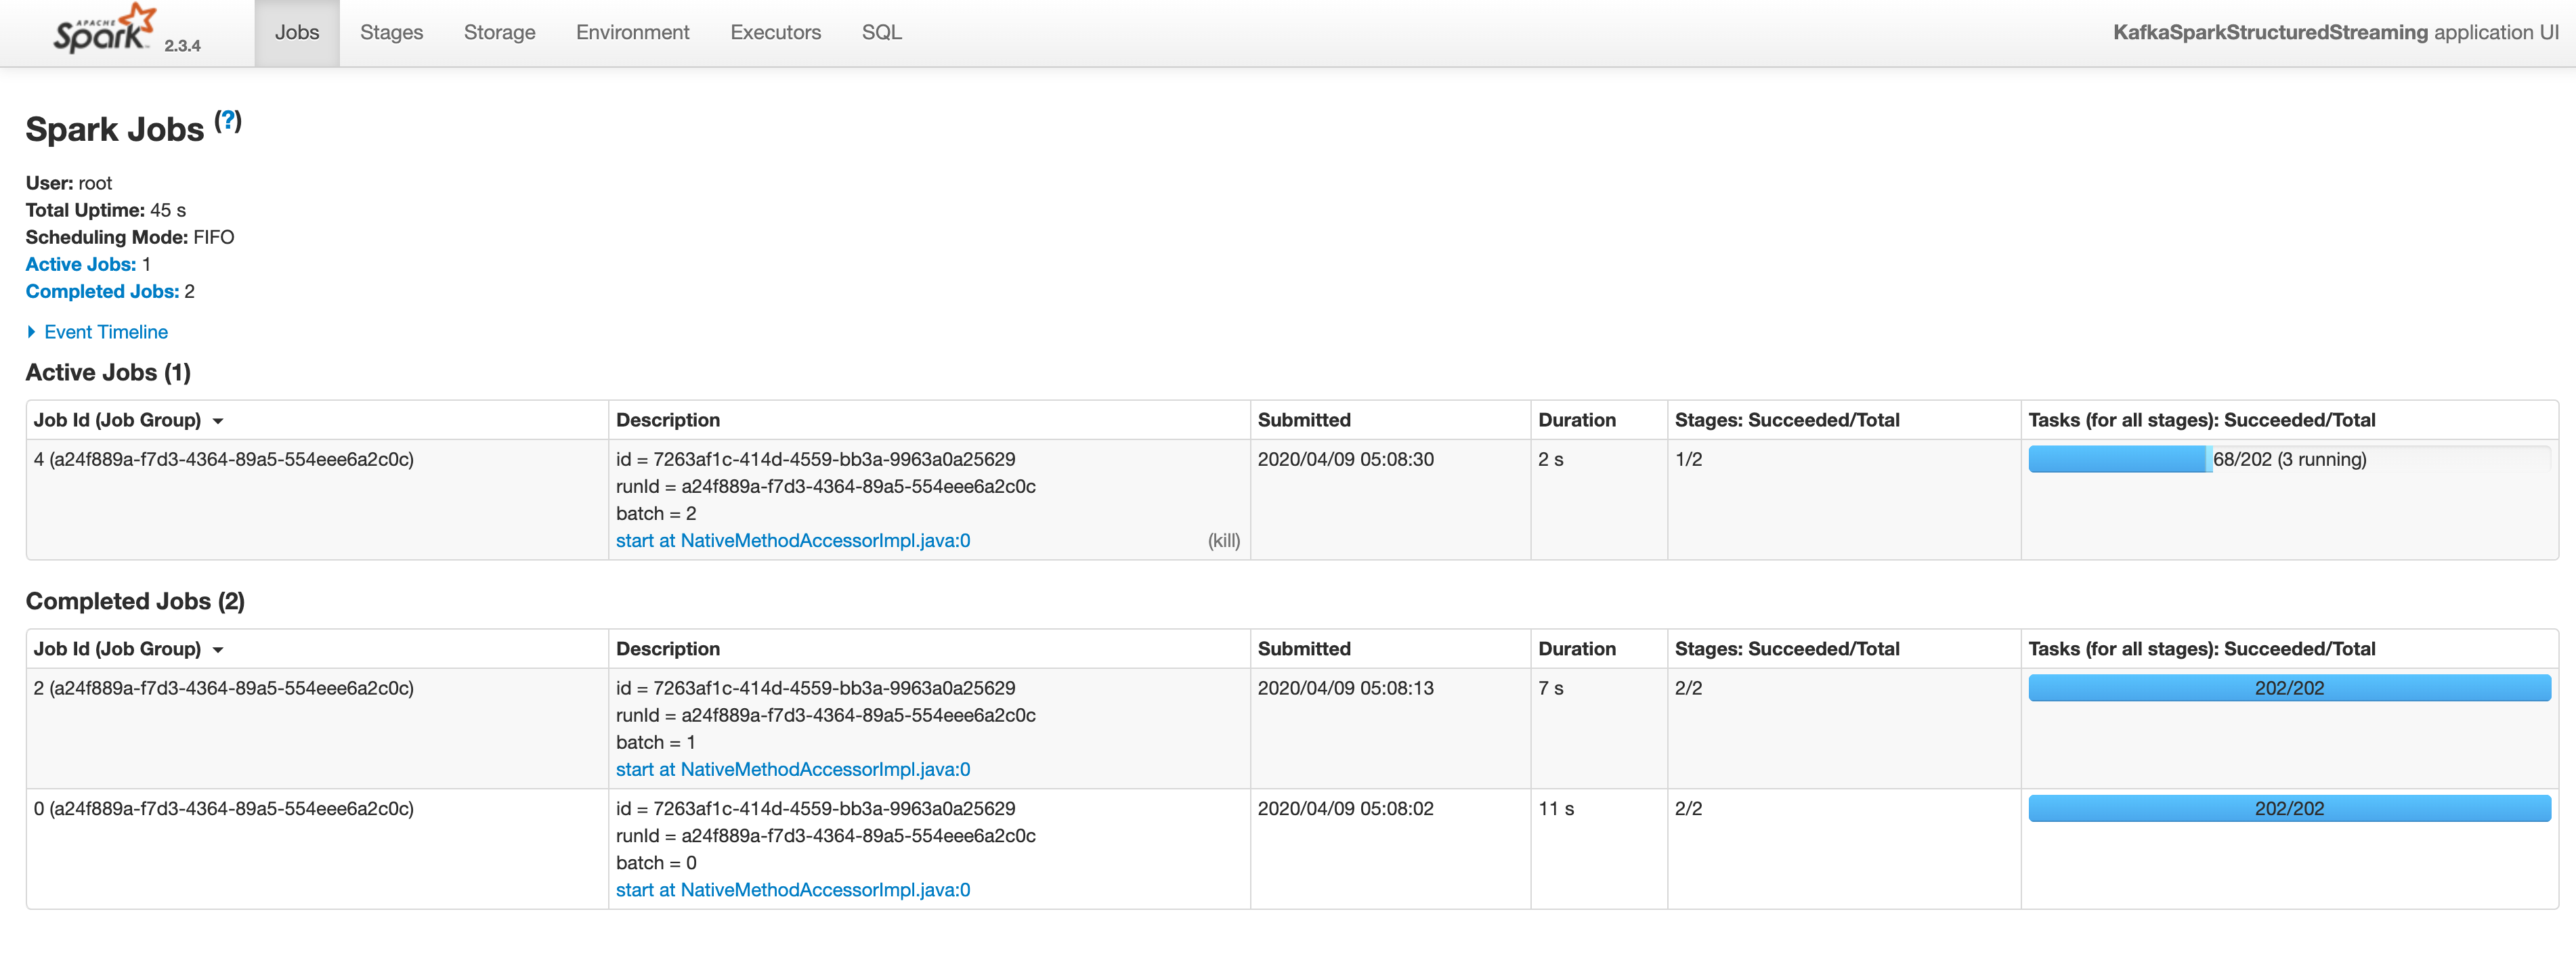 APACHE
Spark 2.3.4 Jobs Stages Storage Environment Executors SQL KafkaSparkStructuredStreaming application UI
Spark Jobs (?)
User: root
Total Uptime: 45 s
Scheduling Mode: FIFO
Active Jobs: 1
Completed Jobs: 2
Event Timeline
Active Jobs (1)
Job Id (Job Group) Description Submitted Duration Stages: Succeeded/Total Tasks (for all stages): Succeeded/Total
4 (a24f889a-f7d3-4364-89a5-554eee6a2c0c) id = 7263af1c-414d-4559-bb3a-9963a0a25629 2020/04/09 05:08:30 2 s 1/2 68/202 (3 running)
runId = a24f889a-f7d3-4364-89a5-554eee6a2c0c
batch = 2
start at NativeMethodAccessorImpl.java:0 (kill)
Completed Jobs (2)
Job Id (Job Group) Description Submitted Duration Stages: Succeeded/Total Tasks (for all stages): Succeeded/Total
2 (a24f889a-f7d3-4364-89a5-554eee6a2c0c) id = 7263af1c-414d-4559-bb3a-9963a0a25629 2020/04/09 05:08:13 7 s 2/2 202/202
runId = a24f889a-f7d3-4364-89a5-554eee6a2c0c
batch = 1
start at NativeMethodAccessorImpl.java:0
0 (a24f889a-f7d3-4364-89a5-554eee6a2c0c) id = 7263af1c-414d-4559-bb3a-9963a0a25629 2020/04/09 05:08:02 11 s 2/2 202/202
runId = a24f889a-f7d3-4364-89a5-554eee6a2c0c
batch = 0
start at NativeMethodAccessorImpl.java:0